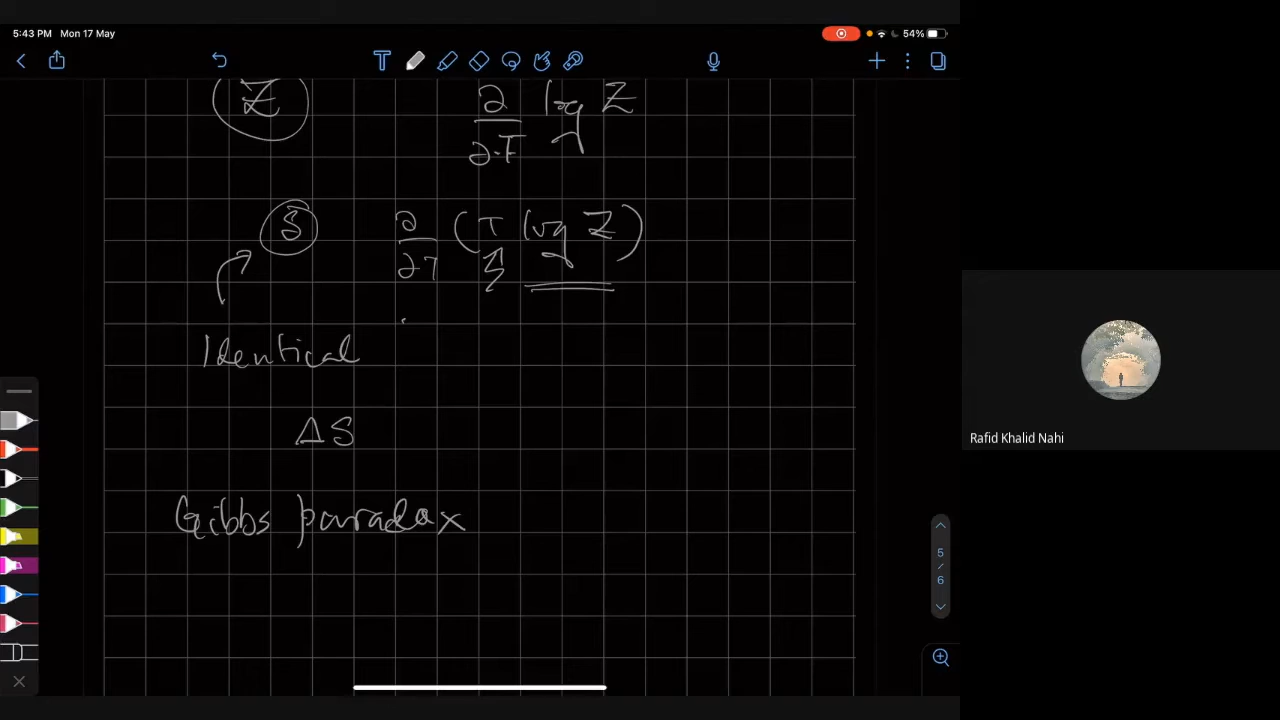 5:43 PM Mon 17 May 54%
Z ∂/∂T log Z
S ∂/∂T (T log Z)
Identical
ΔS
Gibbs paradox
5 / 6
Rafid Khalid Nahi